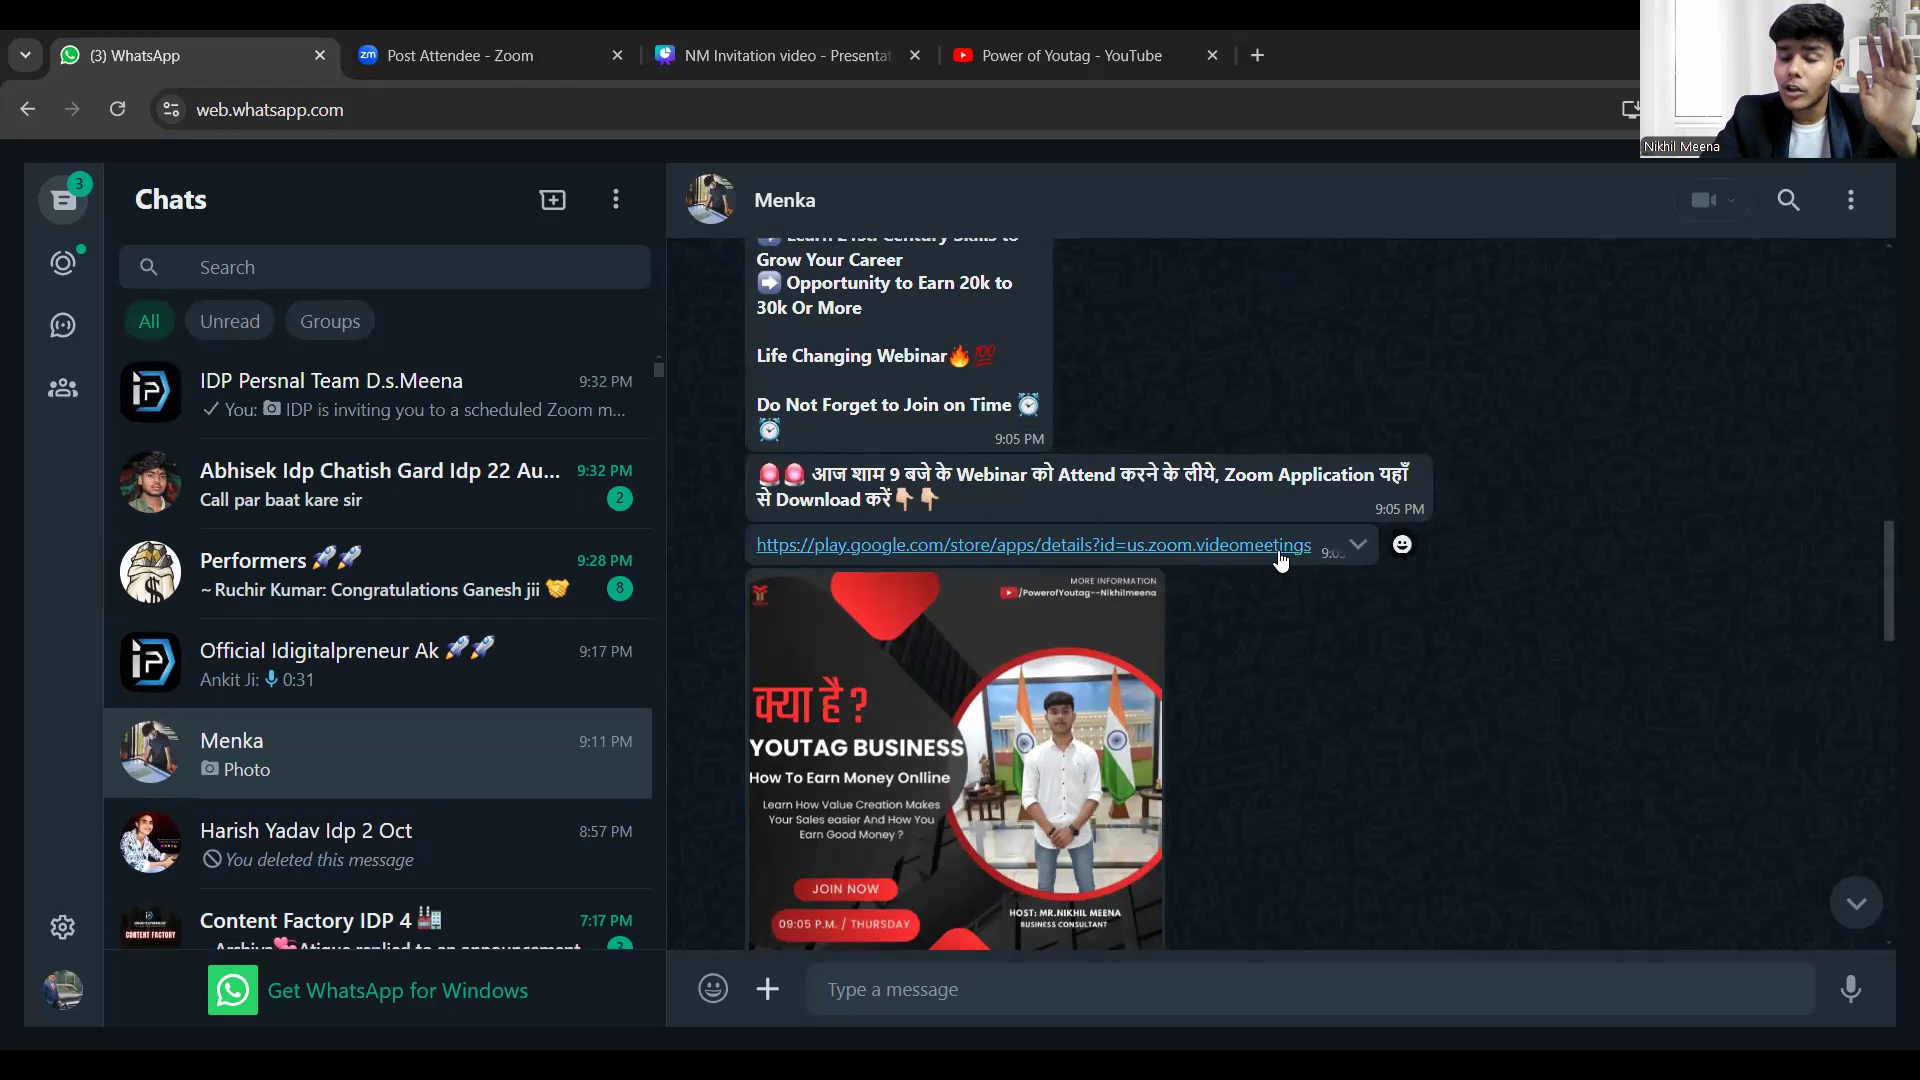 (3) WhatsApp
Post Attendee - Zoom
NM Invitation video - Presentat
Power of Youtag - YouTube
web.whatsapp.com
Nikhil Meena
3
Chats
Search
All
Unread
Groups
IDP Persnal Team D.s.Meena
9:32 PM
You: IDP is inviting you to a scheduled Zoom m...
Abhisek Idp Chatish Gard Idp 22 Au...
9:32 PM
Call par baat kare sir
2
Performers 🚀🚀
9:28 PM
~ Ruchir Kumar: Congratulations Ganesh jii 🤝
8
Official Idigitalpreneur Ak 🚀🚀
9:17 PM
Ankit Ji: 0:31
Menka
9:11 PM
Photo
Harish Yadav Idp 2 Oct
8:57 PM
You deleted this message
Content Factory IDP 4 🏭
7:17 PM
CONTENT FACTORY
Get WhatsApp for Windows
Menka
➡️ Learn 21st. Century Skills to
Grow Your Career
➡️ Opportunity to Earn 20k to
30k Or More
Life Changing Webinar🔥💯
Do Not Forget to Join on Time ⏰
⏰
9:05 PM
🚨🚨 आज शाम 9 बजे के Webinar को Attend करने के लीये, Zoom Application यहाँ
से Download करें👇🏻👇🏻
9:05 PM
https://play.google.com/store/apps/details?id=us.zoom.videomeetings
MORE INFORMATION
/PowerofYoutag--Nikhilmeena
क्या है ?
YOUTAG BUSINESS
How To Earn Money Onlline
Learn How Value Creation Makes
Your Sales easier And How You
Earn Good Money ?
JOIN NOW
09:05 P.M. / THURSDAY
HOST: MR.NIKHIL MEENA
BUSINESS CONSULTANT
Type a message